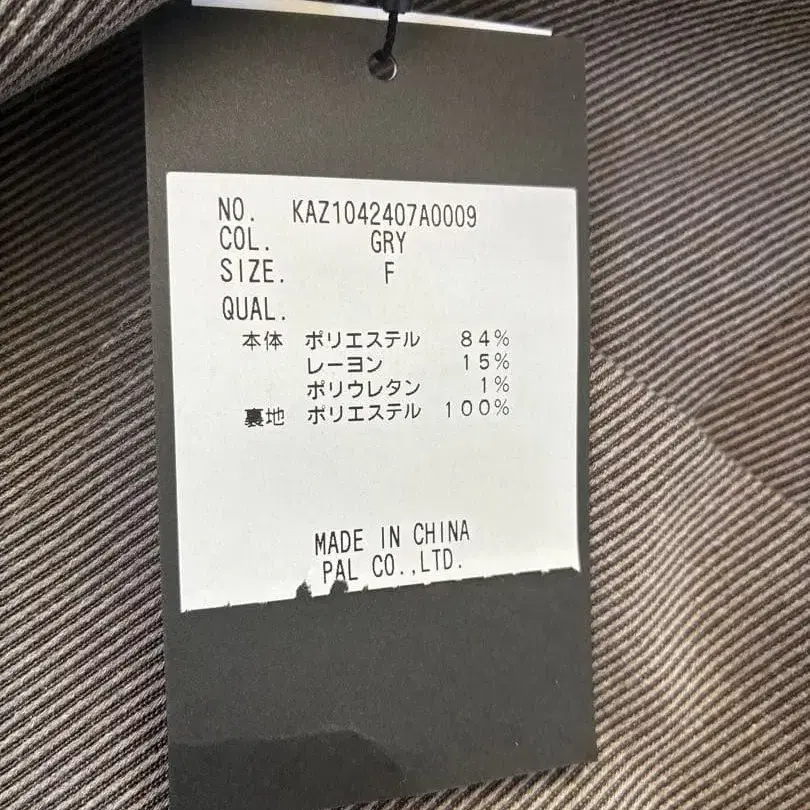 NO. KAZ1042407A0009
COL. GRY
SIZE. F
QUAL.
本体 ポリエステル 84%
レーヨン 15%
ポリウレタン 1%
裏地 ポリエステル 100%
MADE IN CHINA
PAL CO.,LTD.